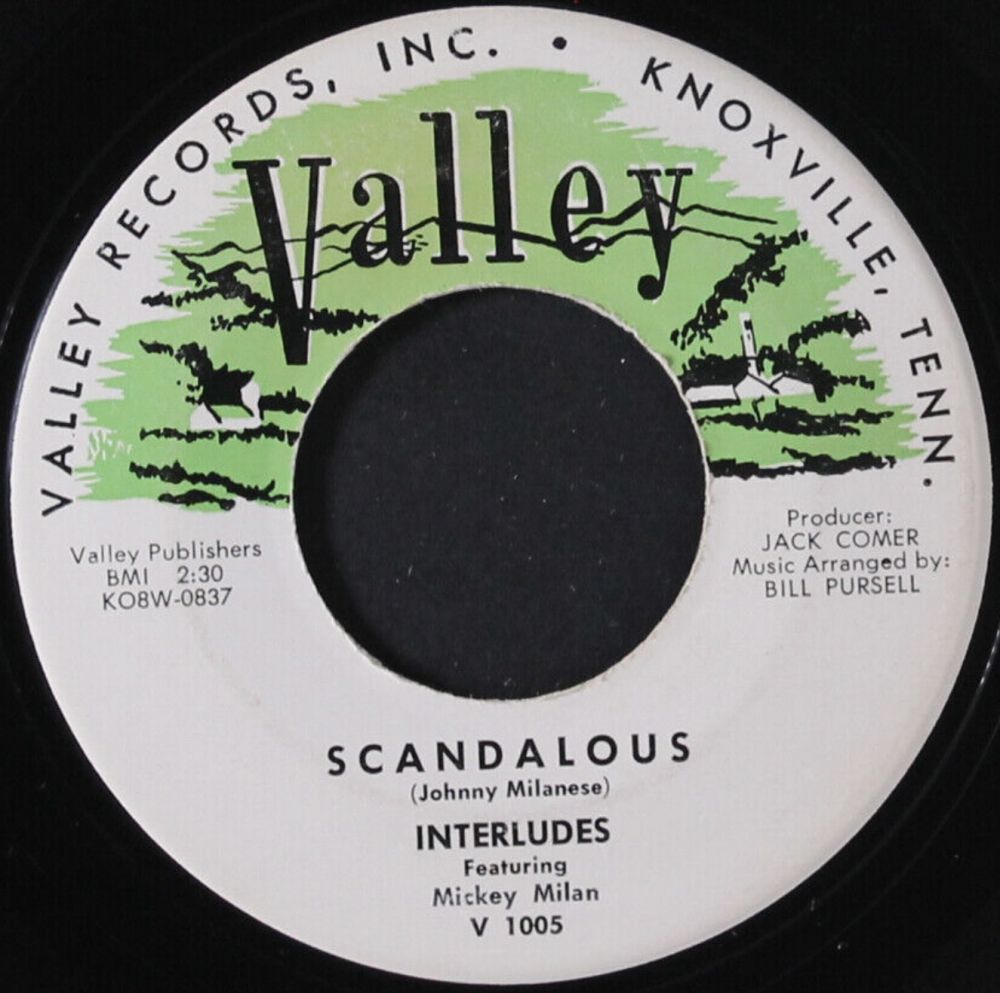 VALLEY RECORDS, INC. • KNOXVILLE, TENN.
Valley
Valley Publishers
BMI 2:30
KO8W-0837
Producer:
JACK COMER
Music Arranged by:
BILL PURSELL
SCANDALOUS
(Johnny Milanese)
INTERLUDES
Featuring
Mickey Milan
V 1005